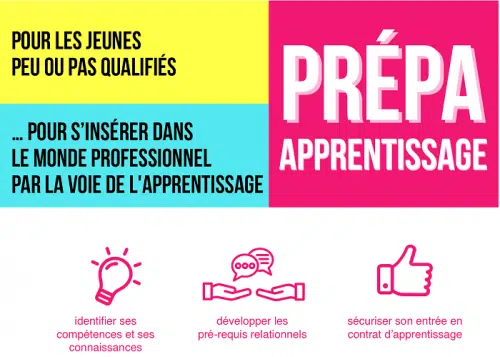 POUR LES JEUNES
PEU OU PAS QUALIFIÉS
... POUR S'INSÉRER DANS
LE MONDE PROFESSIONNEL
PAR LA VOIE DE L'APPRENTISSAGE
PRÉPA
APPRENTISSAGE
identifier ses
compétences et ses
connaissances
développer les
pré-requis relationnels
sécuriser son entrée en
contrat d'apprentissage